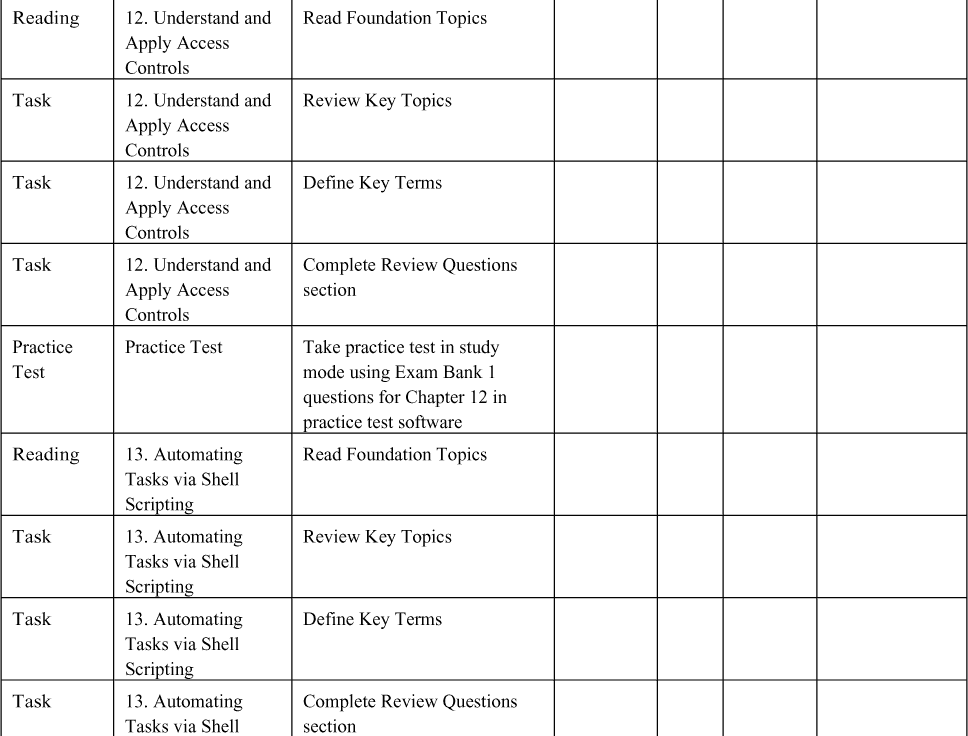 Reading 12. Understand and Read Foundation Topics
Apply Access
Controls
Task 12. Understand and Review Key Topics
Apply Access
Controls
Task 12. Understand and Define Key Terms
Apply Access
Controls
Task 12. Understand and Complete Review Questions
Apply Access section
Controls
Practice Practice Test Take practice test in study
Test mode using Exam Bank 1
questions for Chapter 12 in
practice test software
Reading 13. Automating Read Foundation Topics
Tasks via Shell
Scripting
Task 13. Automating Review Key Topics
Tasks via Shell
Scripting
Task 13. Automating Define Key Terms
Tasks via Shell
Scripting
Task 13. Automating Complete Review Questions
Tasks via Shell section